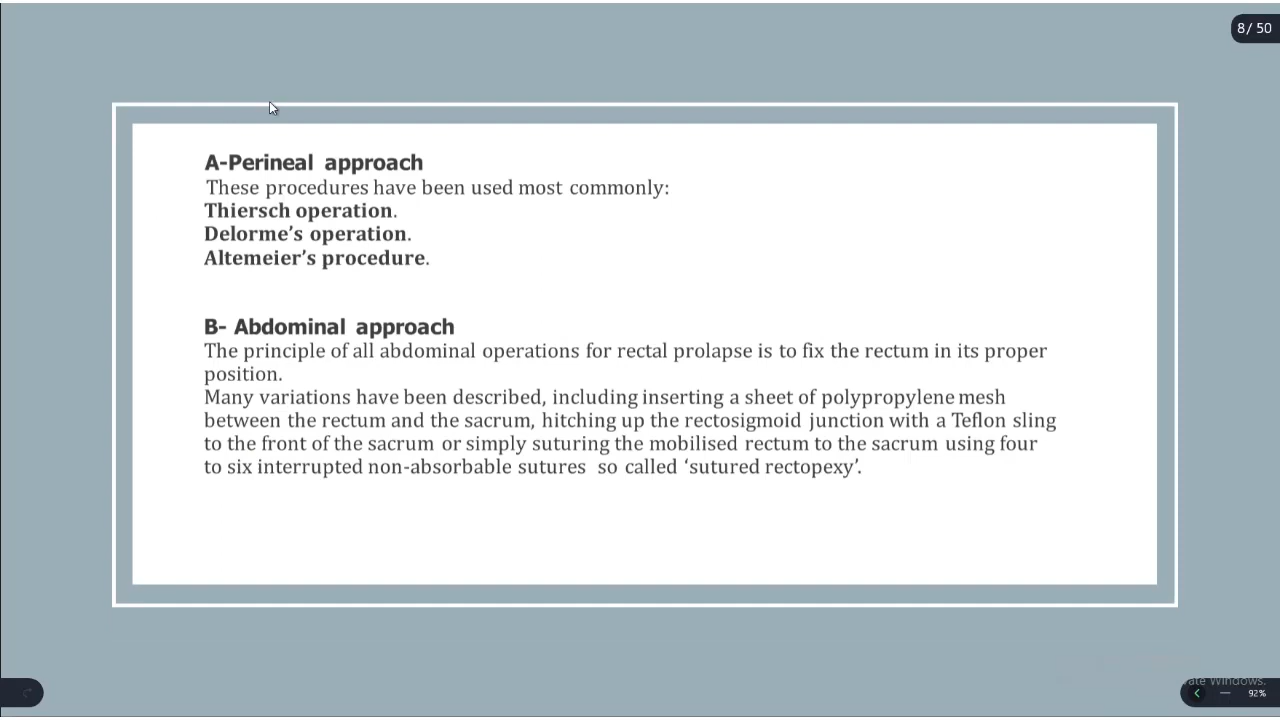 8/ 50
A-Perineal approach
These procedures have been used most commonly:
Thiersch operation.
Delorme’s operation.
Altemeier’s procedure.
B- Abdominal approach
The principle of all abdominal operations for rectal prolapse is to fix the rectum in its proper
position.
Many variations have been described, including inserting a sheet of polypropylene mesh
between the rectum and the sacrum, hitching up the rectosigmoid junction with a Teflon sling
to the front of the sacrum or simply suturing the mobilised rectum to the sacrum using four
to six interrupted non-absorbable sutures so called ‘sutured rectopexy’.
Windows.
92%